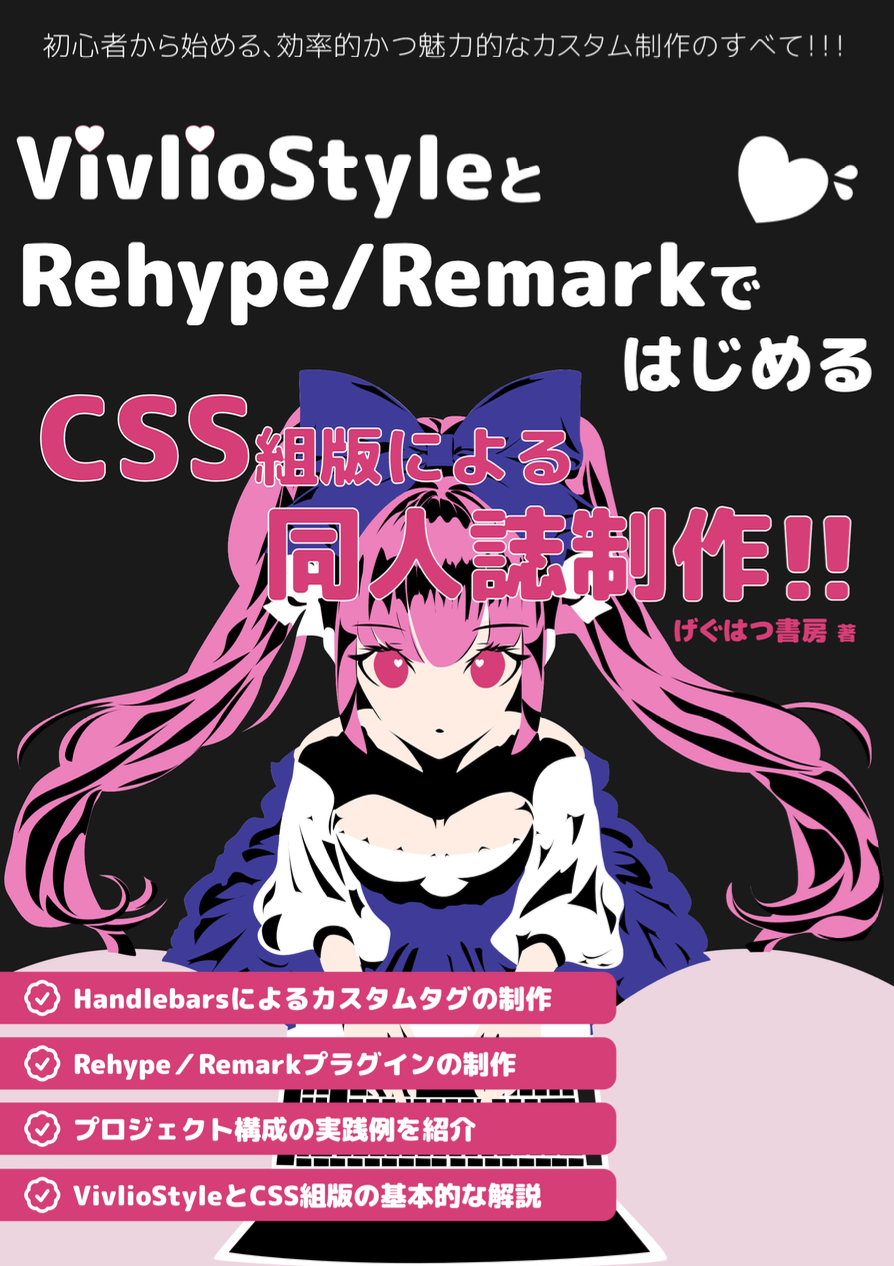 初心者から始める、効率的かつ魅力的なカスタム制作のすべて!!!
VivlioStyleと
Rehype/Remarkで
はじめる
CSS組版による
同人誌制作!!
げぐはつ書房 著
Handlebarsによるカスタムタグの制作
Rehype／Remarkプラグインの制作
プロジェクト構成の実践例を紹介
VivlioStyleとCSS組版の基本的な解説